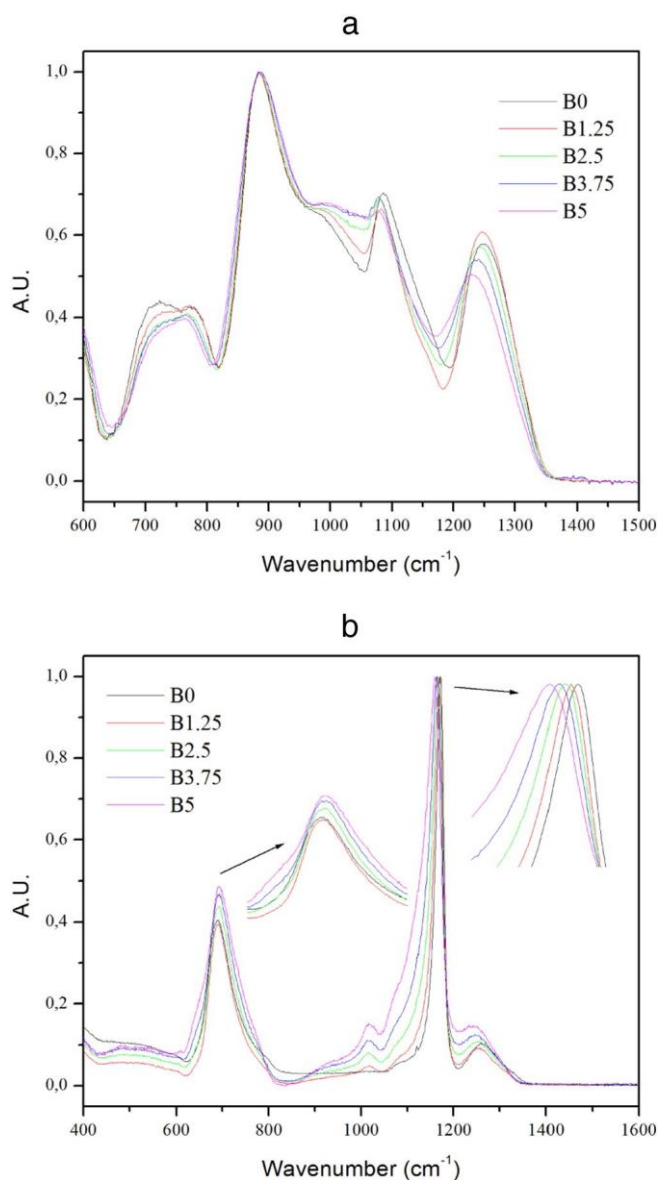 a
1,0
0,8
0,6
0,4
0,2
0,0
A.U.
B0
B1.25
B2.5
B3.75
B5
600 700 800 900 1000 1100 1200 1300 1400 1500
Wavenumber (cm⁻¹)
b
1,0
0,8
0,6
0,4
0,2
0,0
A.U.
B0
B1.25
B2.5
B3.75
B5
400 600 800 1000 1200 1400 1600
Wavenumber (cm⁻¹)